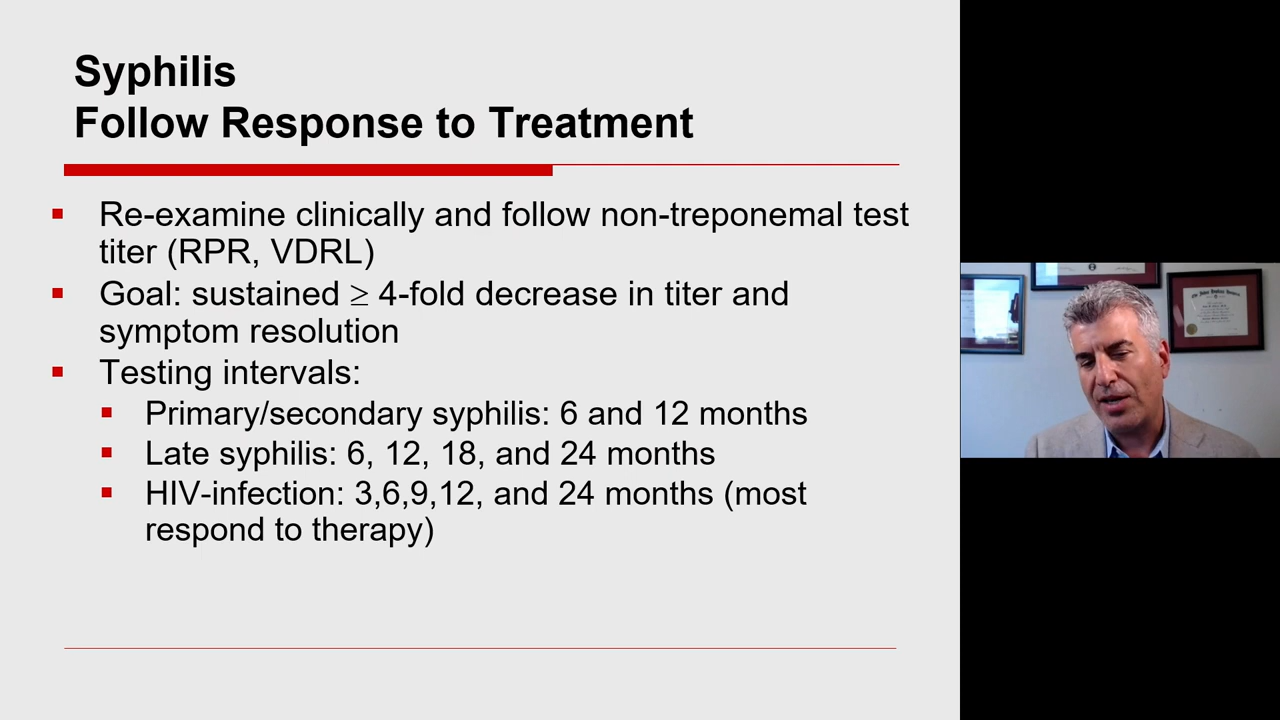 Syphilis
Follow Response to Treatment
▪ Re-examine clinically and follow non-treponemal test
titer (RPR, VDRL)
▪ Goal: sustained ≥ 4-fold decrease in titer and
symptom resolution
▪ Testing intervals:
▪ Primary/secondary syphilis: 6 and 12 months
▪ Late syphilis: 6, 12, 18, and 24 months
▪ HIV-infection: 3,6,9,12, and 24 months (most
respond to therapy)